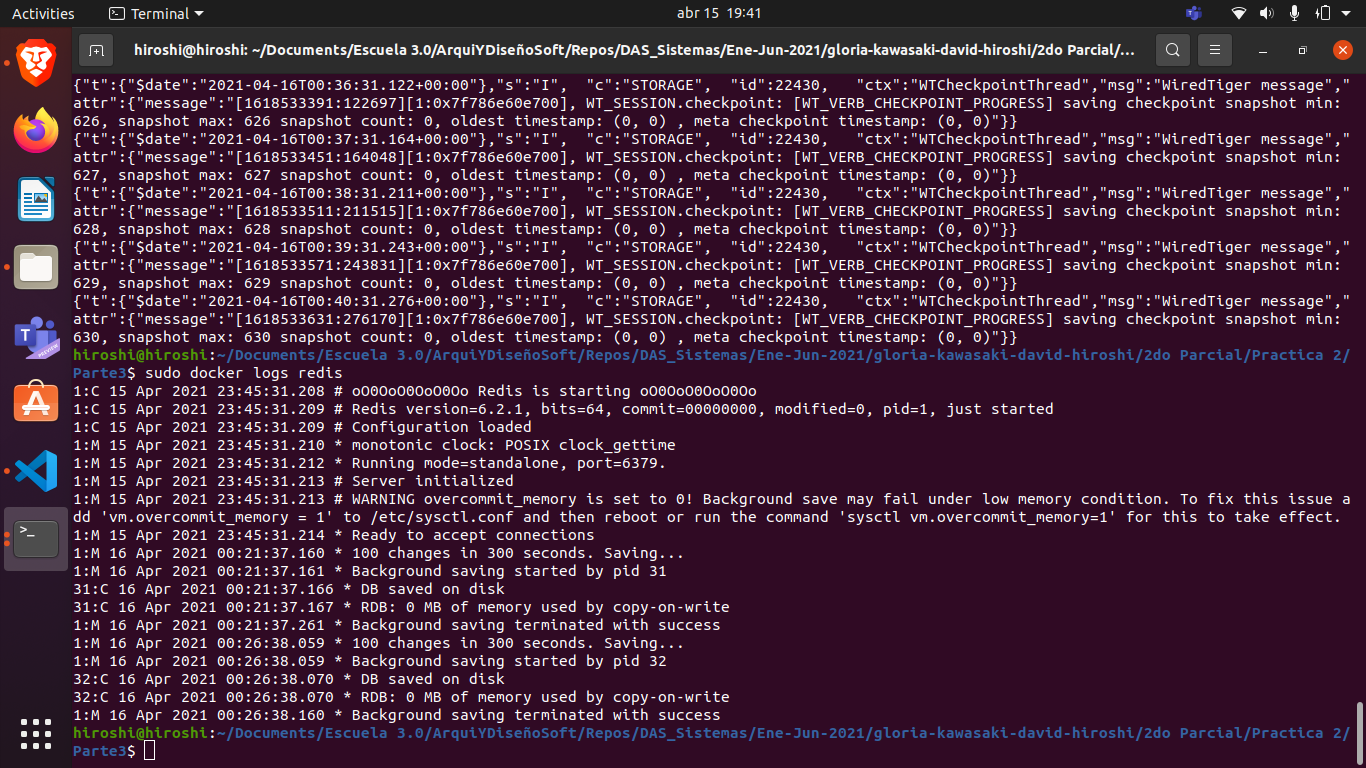 Activities
Terminal
abr 15 19:41
hiroshi@hiroshi: ~/Documents/Escuela 3.0/ArquiYDiseñoSoft/Repos/DAS_Sistemas/Ene-Jun-2021/gloria-kawasaki-david-hiroshi/2do Parcial/...
{"t":{"$date":"2021-04-16T00:36:31.122+00:00"},"s":"I",  "c":"STORAGE",  "id":22430,   "ctx":"WTCheckpointThread","msg":"WiredTiger message","
attr":{"message":"[1618533391:122697][1:0x7f786e60e700], WT_SESSION.checkpoint: [WT_VERB_CHECKPOINT_PROGRESS] saving checkpoint snapshot min:
626, snapshot max: 626 snapshot count: 0, oldest timestamp: (0, 0) , meta checkpoint timestamp: (0, 0)"}}
{"t":{"$date":"2021-04-16T00:37:31.164+00:00"},"s":"I",  "c":"STORAGE",  "id":22430,   "ctx":"WTCheckpointThread","msg":"WiredTiger message","
attr":{"message":"[1618533451:164048][1:0x7f786e60e700], WT_SESSION.checkpoint: [WT_VERB_CHECKPOINT_PROGRESS] saving checkpoint snapshot min:
627, snapshot max: 627 snapshot count: 0, oldest timestamp: (0, 0) , meta checkpoint timestamp: (0, 0)"}}
{"t":{"$date":"2021-04-16T00:38:31.211+00:00"},"s":"I",  "c":"STORAGE",  "id":22430,   "ctx":"WTCheckpointThread","msg":"WiredTiger message","
attr":{"message":"[1618533511:211515][1:0x7f786e60e700], WT_SESSION.checkpoint: [WT_VERB_CHECKPOINT_PROGRESS] saving checkpoint snapshot min:
628, snapshot max: 628 snapshot count: 0, oldest timestamp: (0, 0) , meta checkpoint timestamp: (0, 0)"}}
{"t":{"$date":"2021-04-16T00:39:31.243+00:00"},"s":"I",  "c":"STORAGE",  "id":22430,   "ctx":"WTCheckpointThread","msg":"WiredTiger message","
attr":{"message":"[1618533571:243831][1:0x7f786e60e700], WT_SESSION.checkpoint: [WT_VERB_CHECKPOINT_PROGRESS] saving checkpoint snapshot min:
629, snapshot max: 629 snapshot count: 0, oldest timestamp: (0, 0) , meta checkpoint timestamp: (0, 0)"}}
{"t":{"$date":"2021-04-16T00:40:31.276+00:00"},"s":"I",  "c":"STORAGE",  "id":22430,   "ctx":"WTCheckpointThread","msg":"WiredTiger message","
attr":{"message":"[1618533631:276170][1:0x7f786e60e700], WT_SESSION.checkpoint: [WT_VERB_CHECKPOINT_PROGRESS] saving checkpoint snapshot min:
630, snapshot max: 630 snapshot count: 0, oldest timestamp: (0, 0) , meta checkpoint timestamp: (0, 0)"}}
hiroshi@hiroshi:~/Documents/Escuela 3.0/ArquiYDiseñoSoft/Repos/DAS_Sistemas/Ene-Jun-2021/gloria-kawasaki-david-hiroshi/2do Parcial/Practica 2/
Parte3$ sudo docker logs redis
1:C 15 Apr 2021 23:45:31.208 # oO0OoO0OoO0Oo Redis is starting oO0OoO0OoO0Oo
1:C 15 Apr 2021 23:45:31.209 # Redis version=6.2.1, bits=64, commit=00000000, modified=0, pid=1, just started
1:C 15 Apr 2021 23:45:31.209 # Configuration loaded
1:M 15 Apr 2021 23:45:31.210 * monotonic clock: POSIX clock_gettime
1:M 15 Apr 2021 23:45:31.212 * Running mode=standalone, port=6379.
1:M 15 Apr 2021 23:45:31.213 # Server initialized
1:M 15 Apr 2021 23:45:31.213 # WARNING overcommit_memory is set to 0! Background save may fail under low memory condition. To fix this issue a
dd 'vm.overcommit_memory = 1' to /etc/sysctl.conf and then reboot or run the command 'sysctl vm.overcommit_memory=1' for this to take effect.
1:M 15 Apr 2021 23:45:31.214 * Ready to accept connections
1:M 16 Apr 2021 00:21:37.160 * 100 changes in 300 seconds. Saving...
1:M 16 Apr 2021 00:21:37.161 * Background saving started by pid 31
31:C 16 Apr 2021 00:21:37.166 * DB saved on disk
31:C 16 Apr 2021 00:21:37.167 * RDB: 0 MB of memory used by copy-on-write
1:M 16 Apr 2021 00:21:37.261 * Background saving terminated with success
1:M 16 Apr 2021 00:26:38.059 * 100 changes in 300 seconds. Saving...
1:M 16 Apr 2021 00:26:38.059 * Background saving started by pid 32
32:C 16 Apr 2021 00:26:38.070 * DB saved on disk
32:C 16 Apr 2021 00:26:38.070 * RDB: 0 MB of memory used by copy-on-write
1:M 16 Apr 2021 00:26:38.160 * Background saving terminated with success
hiroshi@hiroshi:~/Documents/Escuela 3.0/ArquiYDiseñoSoft/Repos/DAS_Sistemas/Ene-Jun-2021/gloria-kawasaki-david-hiroshi/2do Parcial/Practica 2/
Parte3$